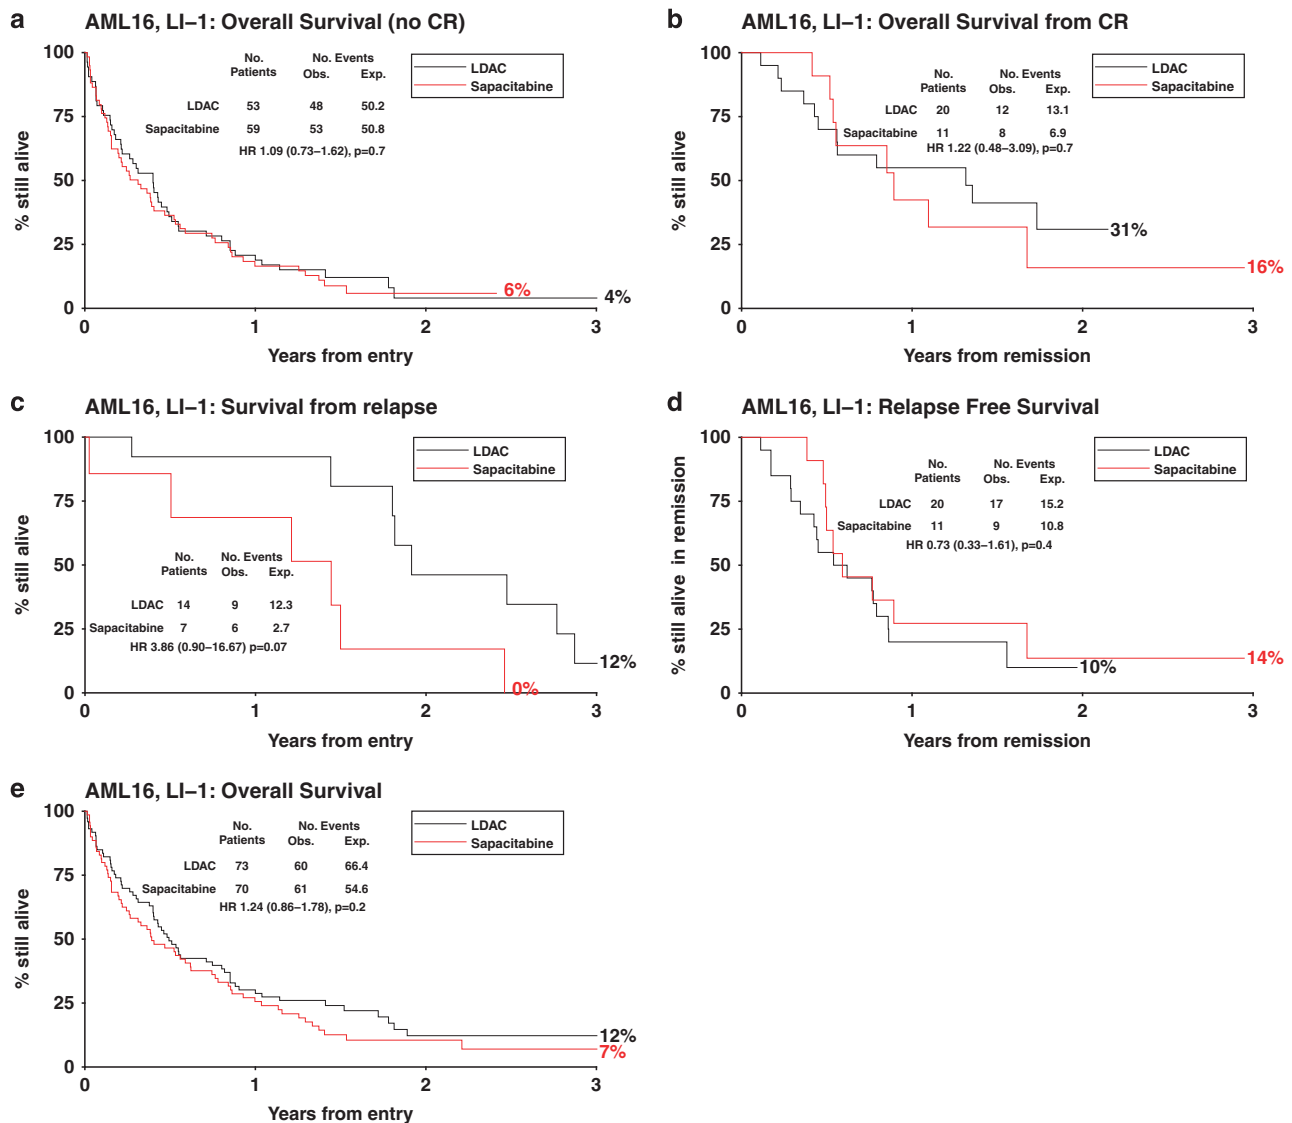 a
AML16, LI–1: Overall Survival (no CR)
No. Patients No. Events
Obs. Exp.
LDAC 53 48 50.2
Sapacitabine 59 53 50.8
HR 1.09 (0.73–1.62), p=0.7
LDAC
Sapacitabine
% still alive
100
75
50
25
0
6%
4%
0 1 2 3
Years from entry
b
AML16, LI–1: Overall Survival from CR
No. Patients No. Events
Obs. Exp.
LDAC 20 12 13.1
Sapacitabine 11 8 6.9
HR 1.22 (0.48–3.09), p=0.7
LDAC
Sapacitabine
% still alive
100
75
50
25
0
31%
16%
0 1 2 3
Years from remission
c
AML16, LI–1: Survival from relapse
LDAC
Sapacitabine
No. Patients No. Events
Obs. Exp.
LDAC 14 9 12.3
Sapacitabine 7 6 2.7
HR 3.86 (0.90–16.67) p=0.07
% still alive
100
75
50
25
0
12%
0%
0 1 2 3
Years from entry
d
AML16, LI–1: Relapse Free Survival
No. Patients No. Events
Obs. Exp.
LDAC 20 17 15.2
Sapacitabine 11 9 10.8
HR 0.73 (0.33–1.61), p=0.4
LDAC
Sapacitabine
% still alive in remission
100
75
50
25
0
10%
14%
0 1 2 3
Years from remission
e
AML16, LI–1: Overall Survival
No. Patients No. Events
Obs. Exp.
LDAC 73 60 66.4
Sapacitabine 70 61 54.6
HR 1.24 (0.86–1.78), p=0.2
LDAC
Sapacitabine
% still alive
100
75
50
25
0
12%
7%
0 1 2 3
Years from entry